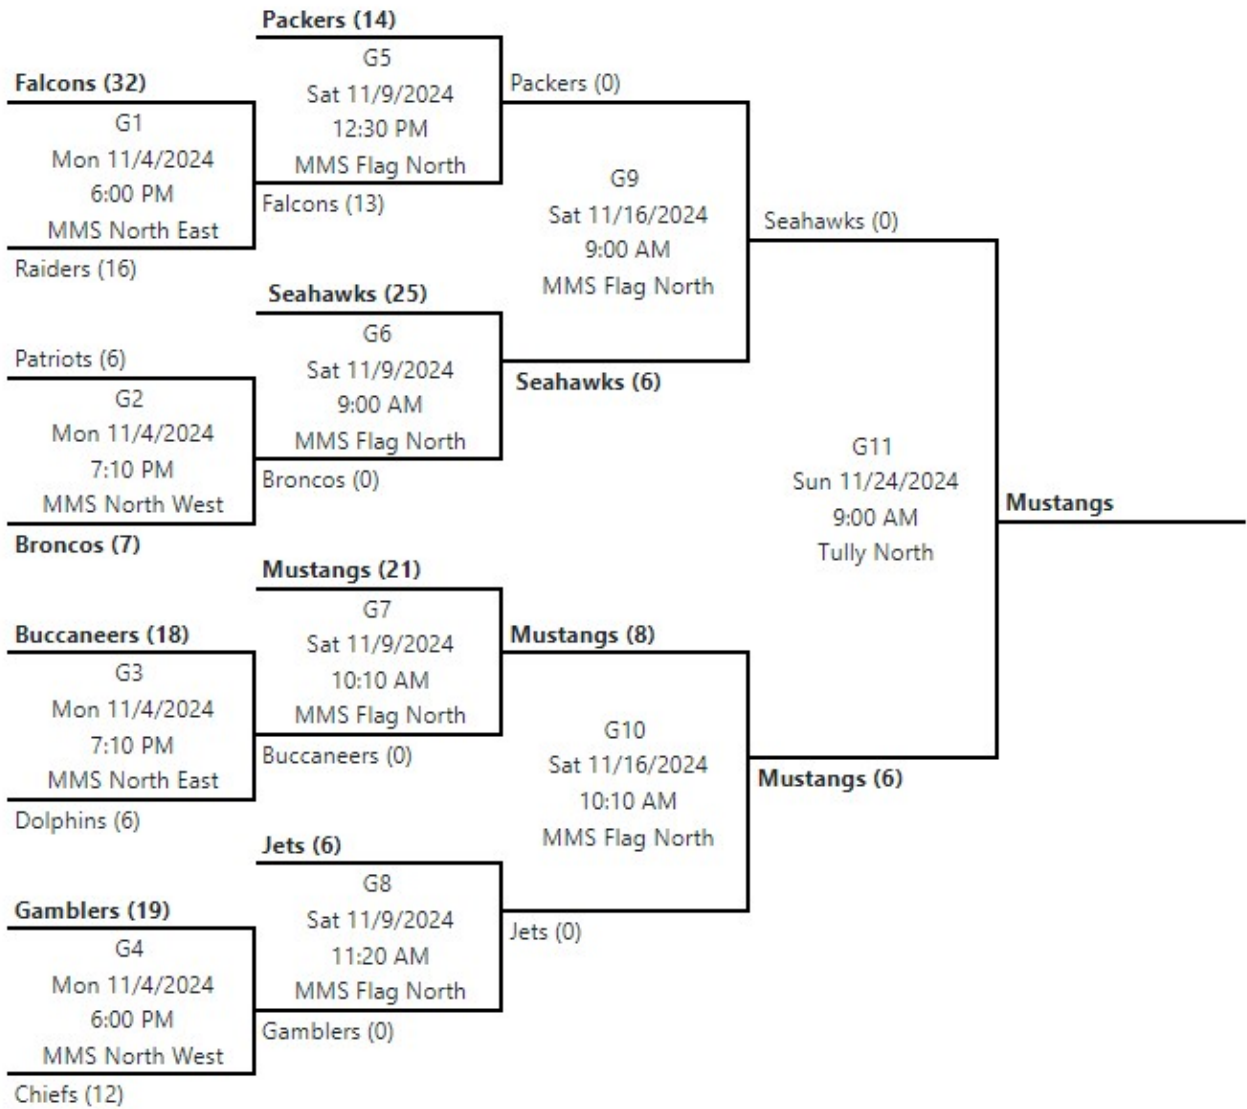 Falcons (32)
G1
Mon 11/4/2024
6:00 PM
MMS North East
Raiders (16)
Patriots (6)
G2
Mon 11/4/2024
7:10 PM
MMS North West
Broncos (7)
Buccaneers (18)
G3
Mon 11/4/2024
7:10 PM
MMS North East
Dolphins (6)
Gamblers (19)
G4
Mon 11/4/2024
6:00 PM
MMS North West
Chiefs (12)
Packers (14)
G5
Sat 11/9/2024
12:30 PM
MMS Flag North
Falcons (13)
Seahawks (25)
G6
Sat 11/9/2024
9:00 AM
MMS Flag North
Broncos (0)
Mustangs (21)
G7
Sat 11/9/2024
10:10 AM
MMS Flag North
Buccaneers (0)
Jets (6)
G8
Sat 11/9/2024
11:20 AM
MMS Flag North
Gamblers (0)
Packers (0)
G9
Sat 11/16/2024
9:00 AM
MMS Flag North
Seahawks (6)
Mustangs (8)
G10
Sat 11/16/2024
10:10 AM
MMS Flag North
Jets (0)
Seahawks (0)
G11
Sun 11/24/2024
9:00 AM
Tully North
Mustangs (6)
Mustangs